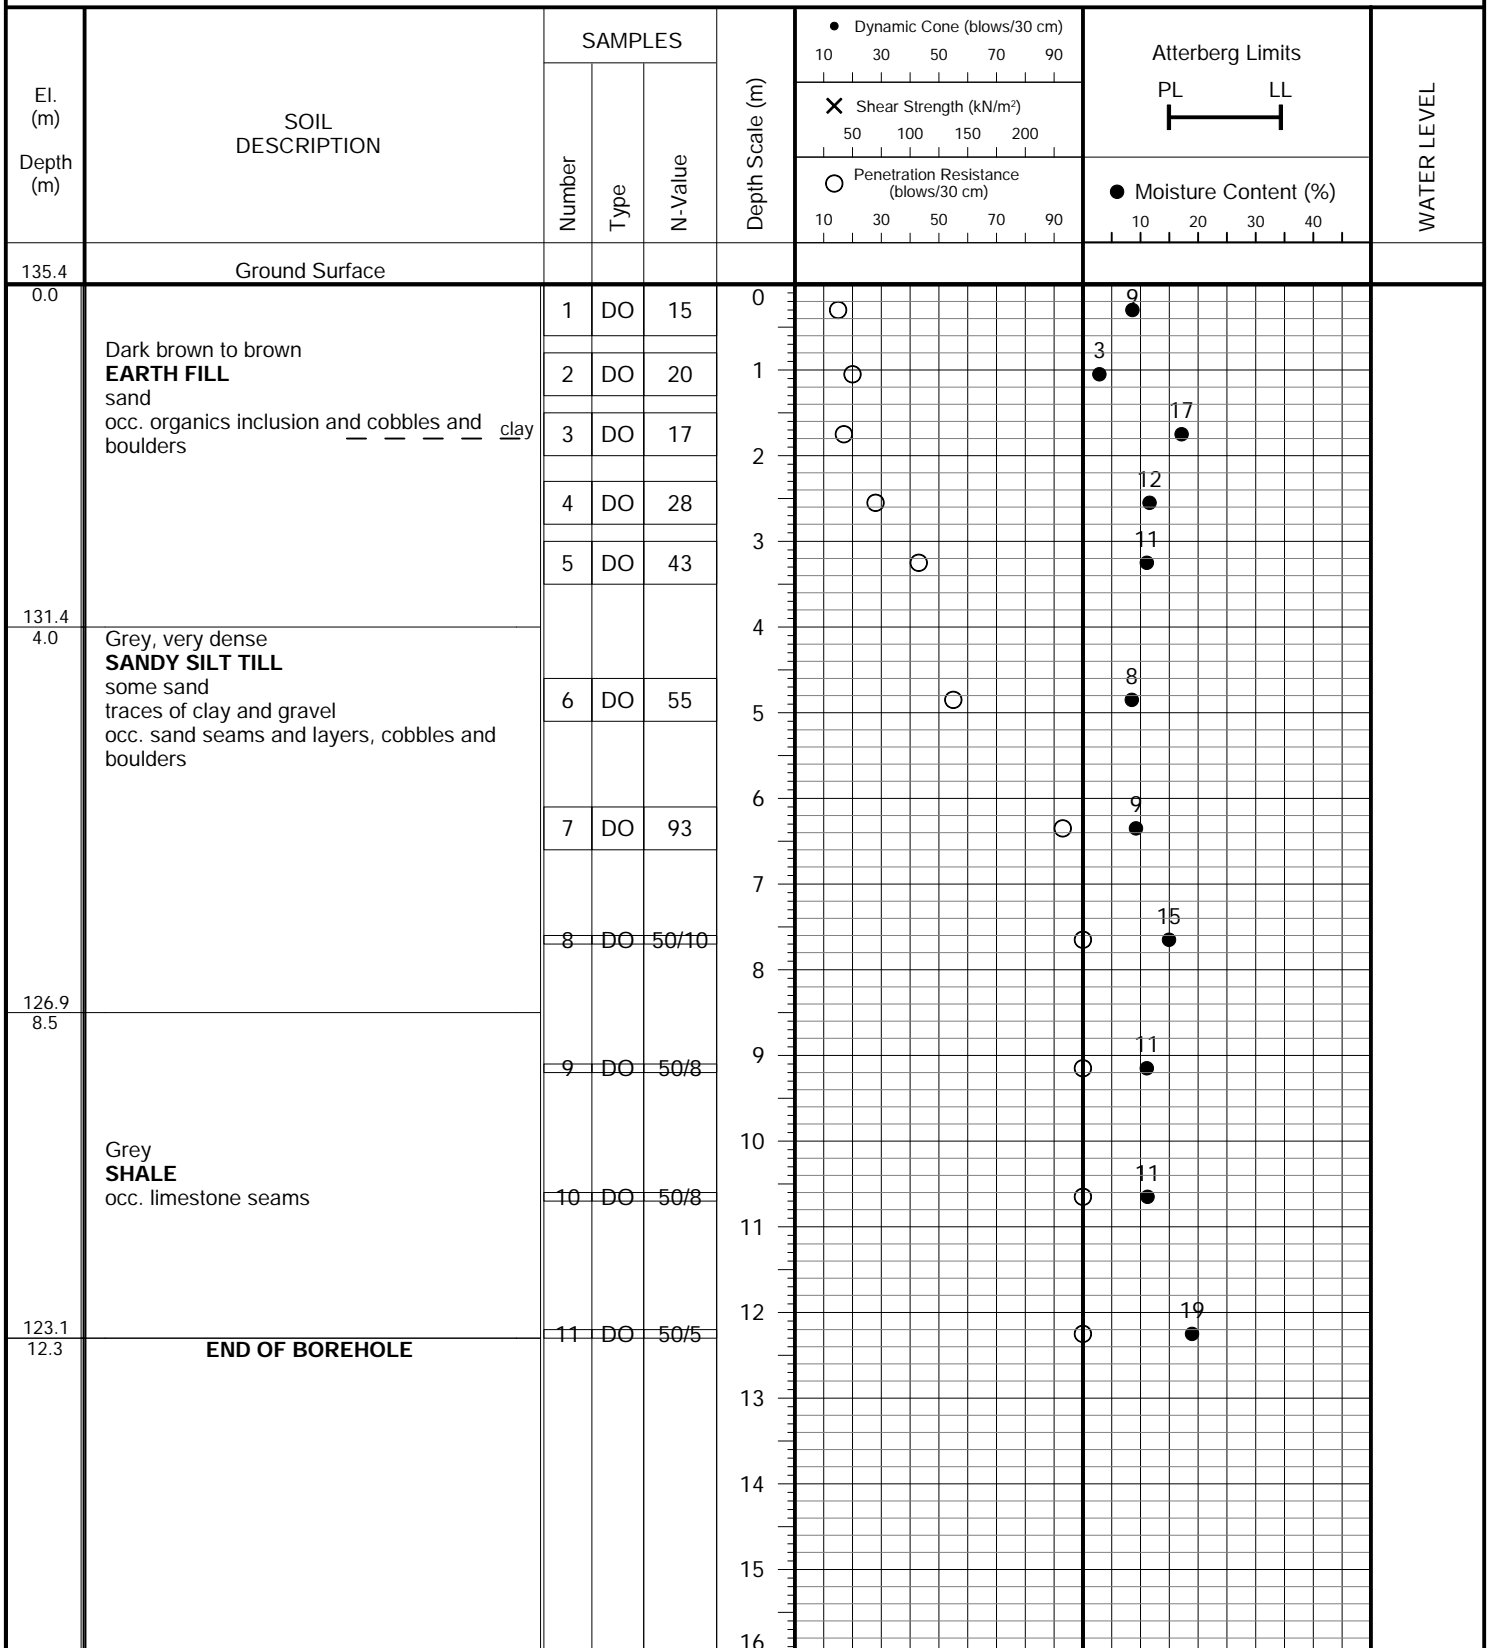 El.
(m)
Depth
(m)
SOIL
DESCRIPTION
SAMPLES
Number
Type
N-Value
Depth Scale (m)
● Dynamic Cone (blows/30 cm)
10 30 50 70 90
✕ Shear Strength (kN/m²)
50 100 150 200
○ Penetration Resistance
(blows/30 cm)
10 30 50 70 90
Atterberg Limits
PL LL
● Moisture Content (%)
10 20 30 40
WATER LEVEL
135.4 Ground Surface
0.0
0
1 DO 15
9
Dark brown to brown
EARTH FILL
sand
occ. organics inclusion and cobbles and
boulders
clay
1
2 DO 20
3
3 DO 17
17
2
4 DO 28
12
3
5 DO 43
11
131.4
4.0
4
Grey, very dense
SANDY SILT TILL
some sand
traces of clay and gravel
occ. sand seams and layers, cobbles and
boulders
6 DO 55
8
5
6
7 DO 93
9
7
8 DO 50/10
15
8
126.9
8.5
9
9 DO 50/8
11
10
Grey
SHALE
occ. limestone seams
10 DO 50/8
11
11
12
123.1
12.3
11 DO 50/5
19
END OF BOREHOLE
13
14
15
16